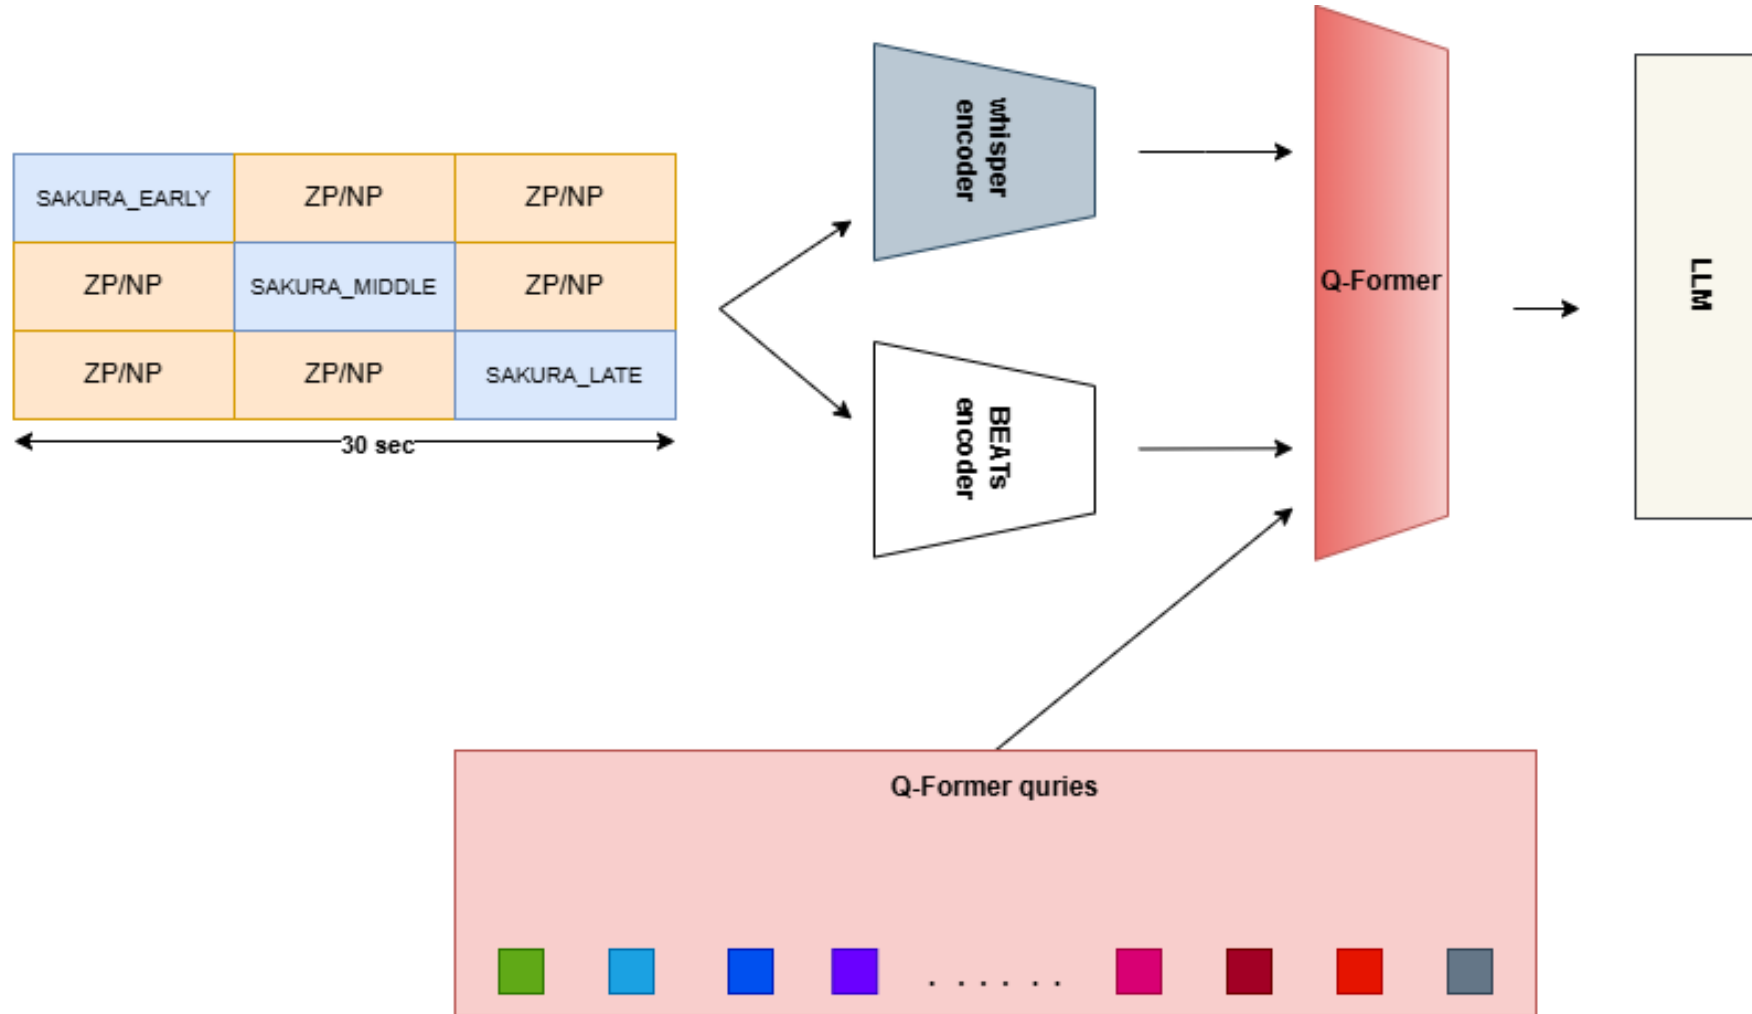 SAKURA_EARLY ZP/NP ZP/NP
ZP/NP SAKURA_MIDDLE ZP/NP
ZP/NP ZP/NP SAKURA_LATE
30 sec
whisper
encoder
BEATs
encoder
Q-Former
LLM
Q-Former quries
. . . . . .